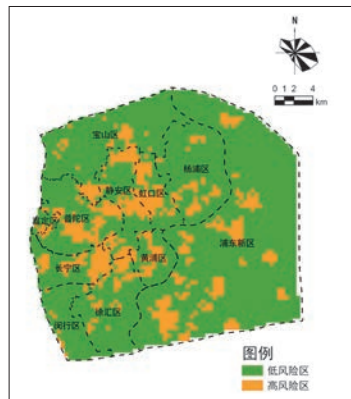 N
0 1 2 4
km
宝山区
杨浦区
静安区
虹口区
嘉定区
普陀区
黄浦区
浦东新区
长宁区
徐汇区
闵行区
图例
低风险区
高风险区